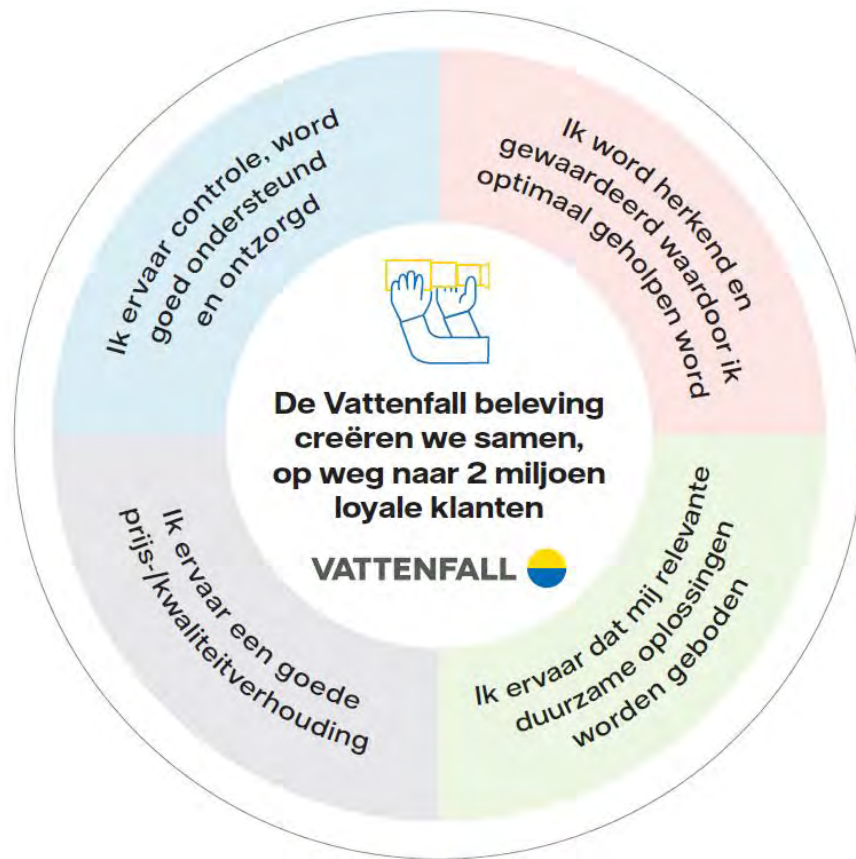 Ik ervaar controle, word
goed ondersteund
en ontzorgd
Ik word herkend en
gewaardeerd waardoor ik
optimaal geholpen word
De Vattenfall beleving
creëren we samen,
op weg naar 2 miljoen
loyale klanten
VATTENFALL
Ik ervaar een goede
prijs-/kwaliteitverhouding
Ik ervaar dat mij relevante
duurzame oplossingen
worden geboden